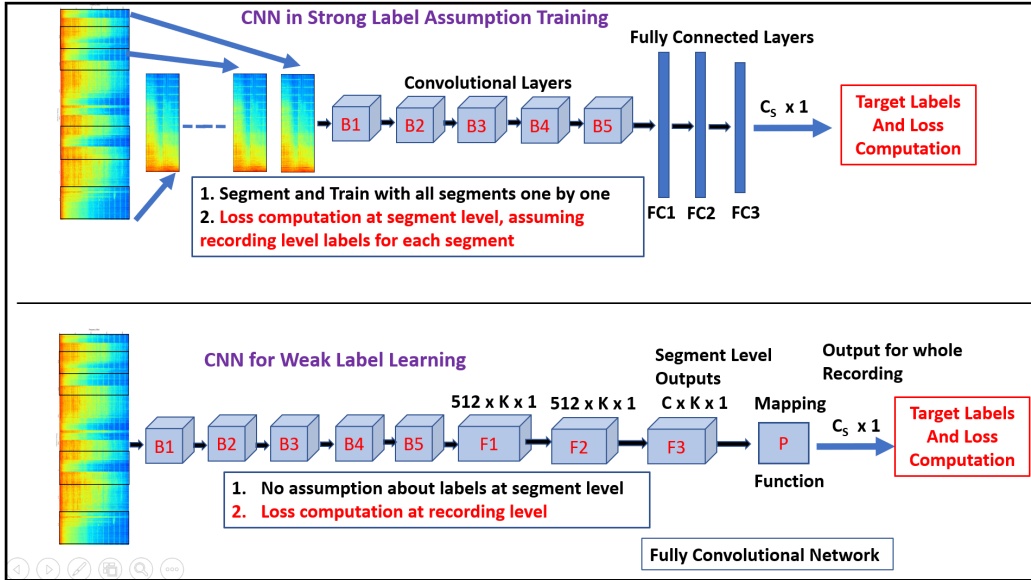 CNN in Strong Label Assumption Training
Fully Connected Layers
Convolutional Layers
B1
B2
B3
B4
B5
C_S x 1
Target Labels
And Loss
Computation
FC1
FC2
FC3
1. Segment and Train with all segments one by one
2. Loss computation at segment level, assuming
recording level labels for each segment
CNN for Weak Label Learning
Segment Level
Outputs
Output for whole
Recording
512 x K x 1
512 x K x 1
C x K x 1
Mapping
B1
B2
B3
B4
B5
F1
F2
F3
P
C_S x 1
Target Labels
And Loss
Computation
Function
1. No assumption about labels at segment level
2. Loss computation at recording level
Fully Convolutional Network